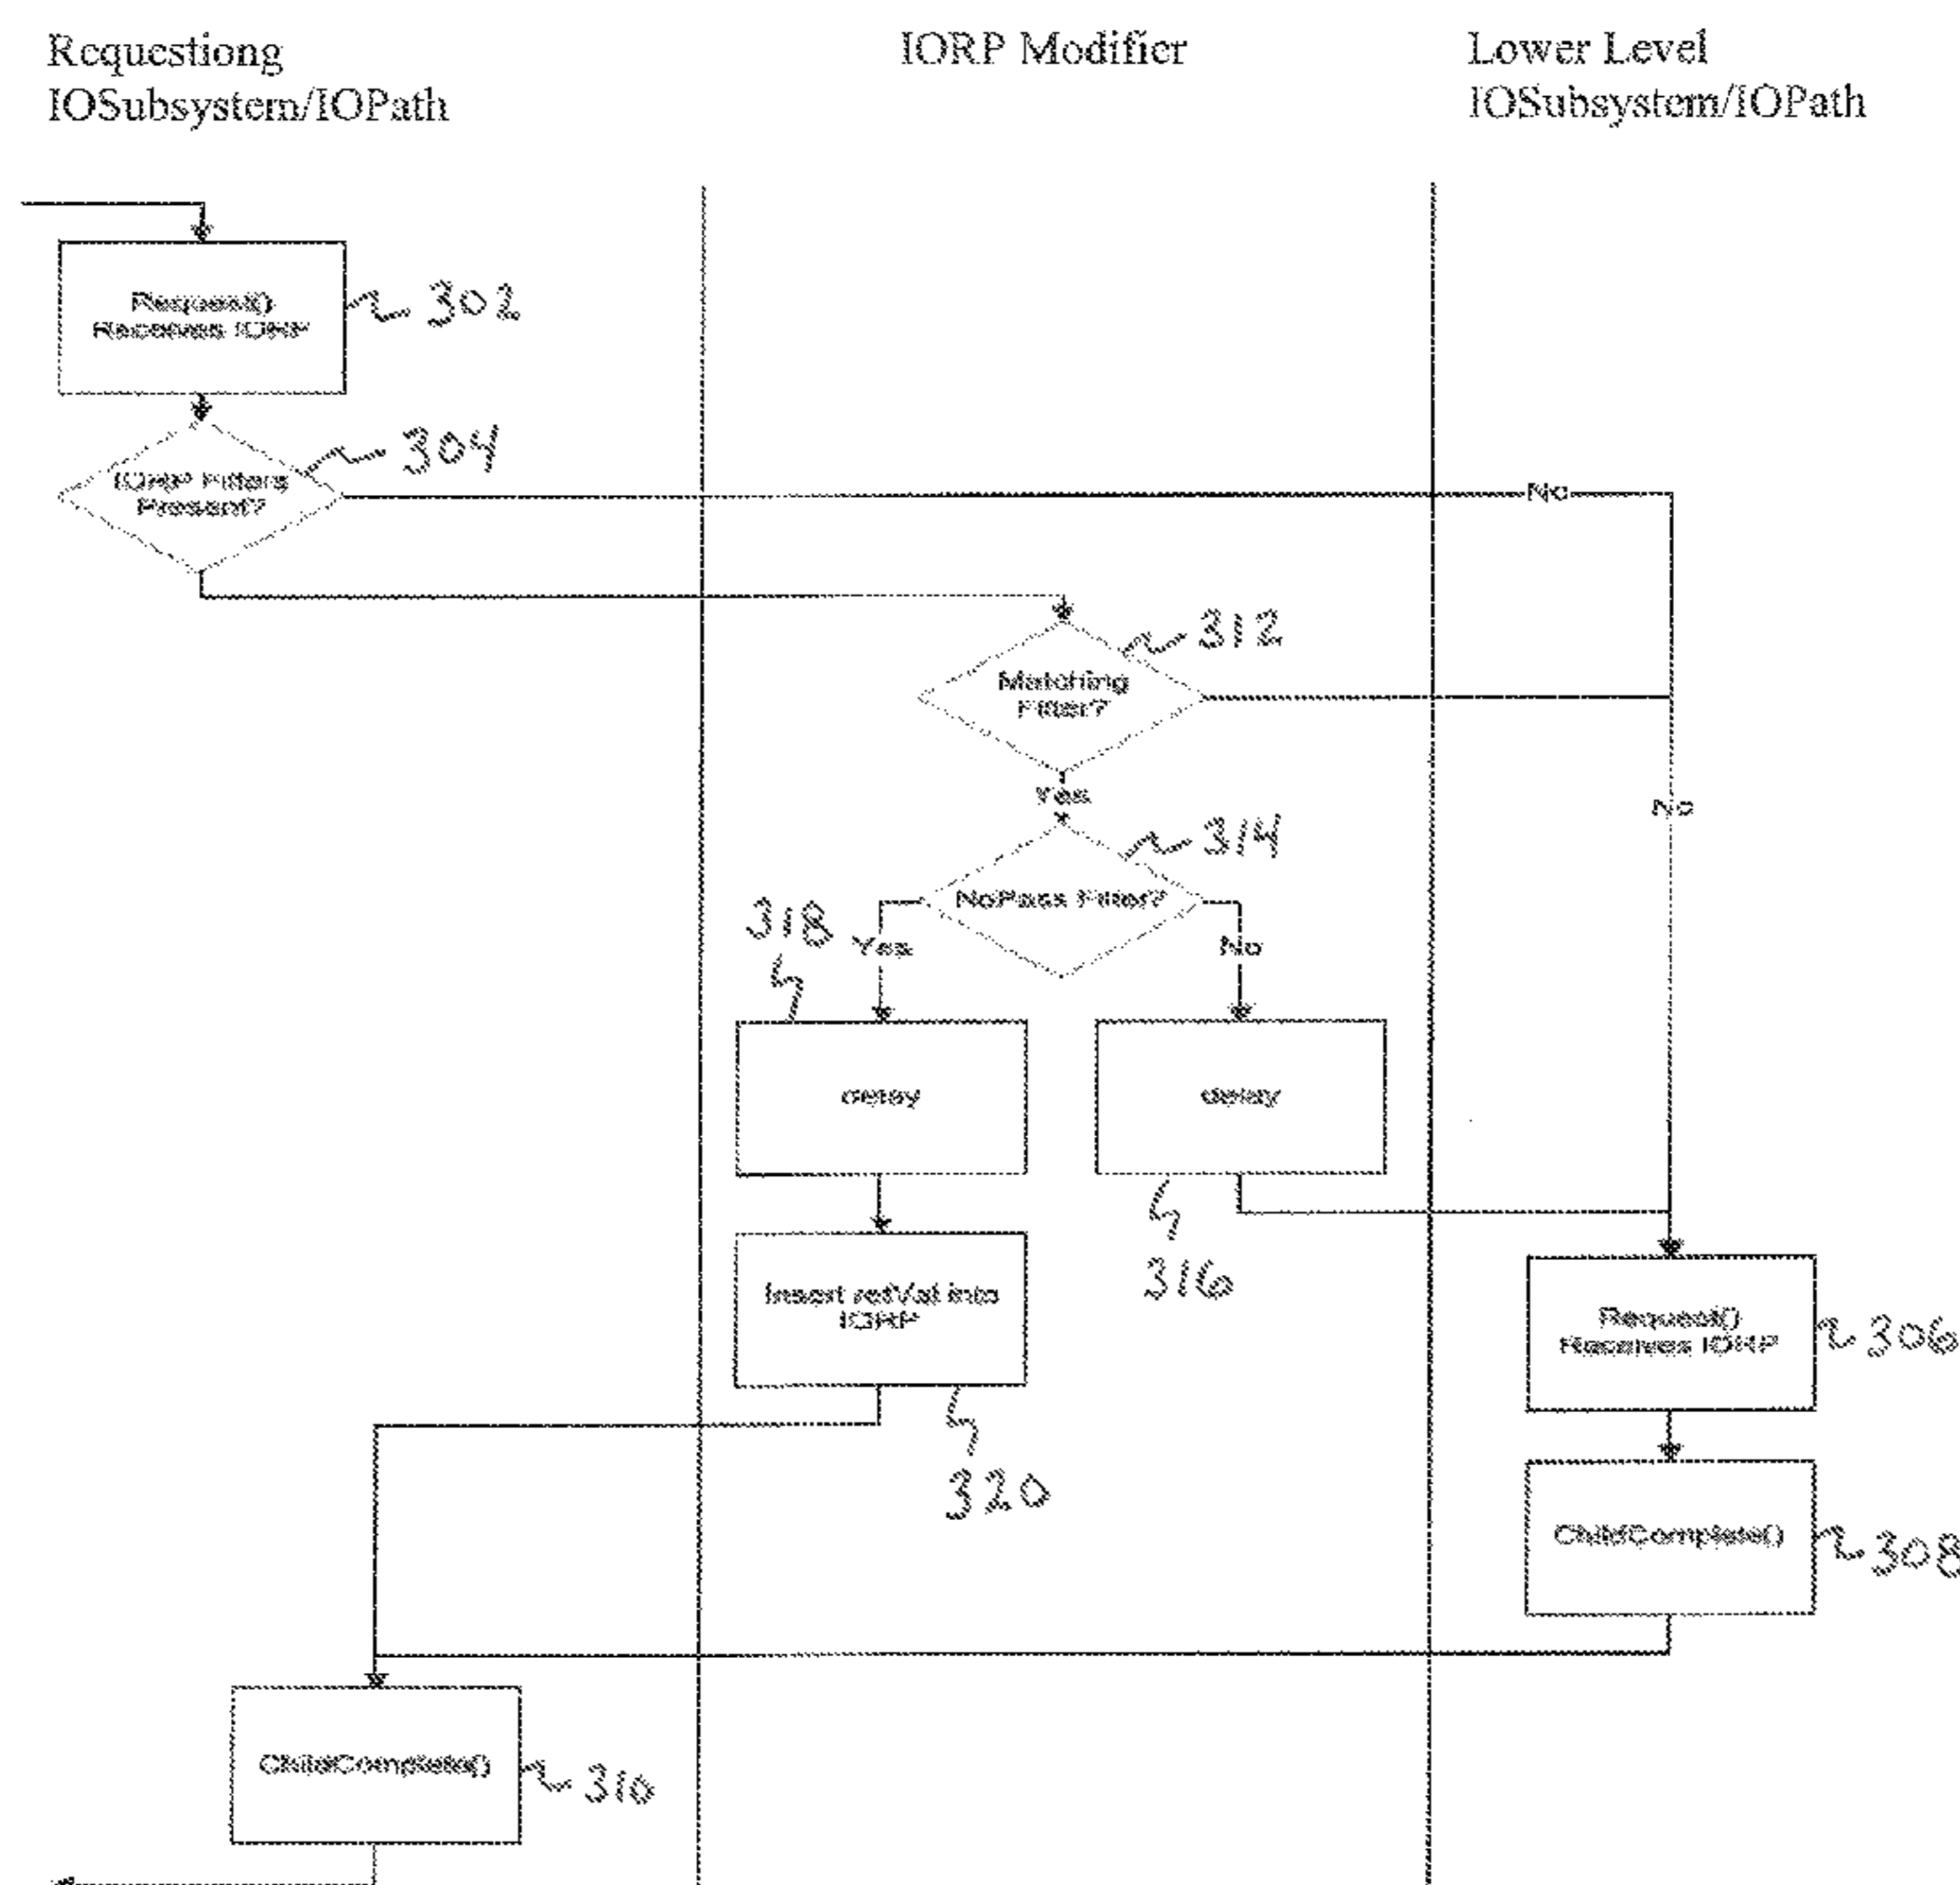 Requestiong
IOSubsystem/IOPath
IORP Modifier
Lower Level
IOSubsystem/IOPath
Request()
Receives IORP
302
IORP Filters
Present?
304
No
Matching
Filter?
312
Yes
No
NoPass Filter?
314
318
Yes
No
delay
delay
316
Insert retVal into
IORP
320
Request()
Receives IORP
306
ChildComplete()
308
ChildComplete()
310